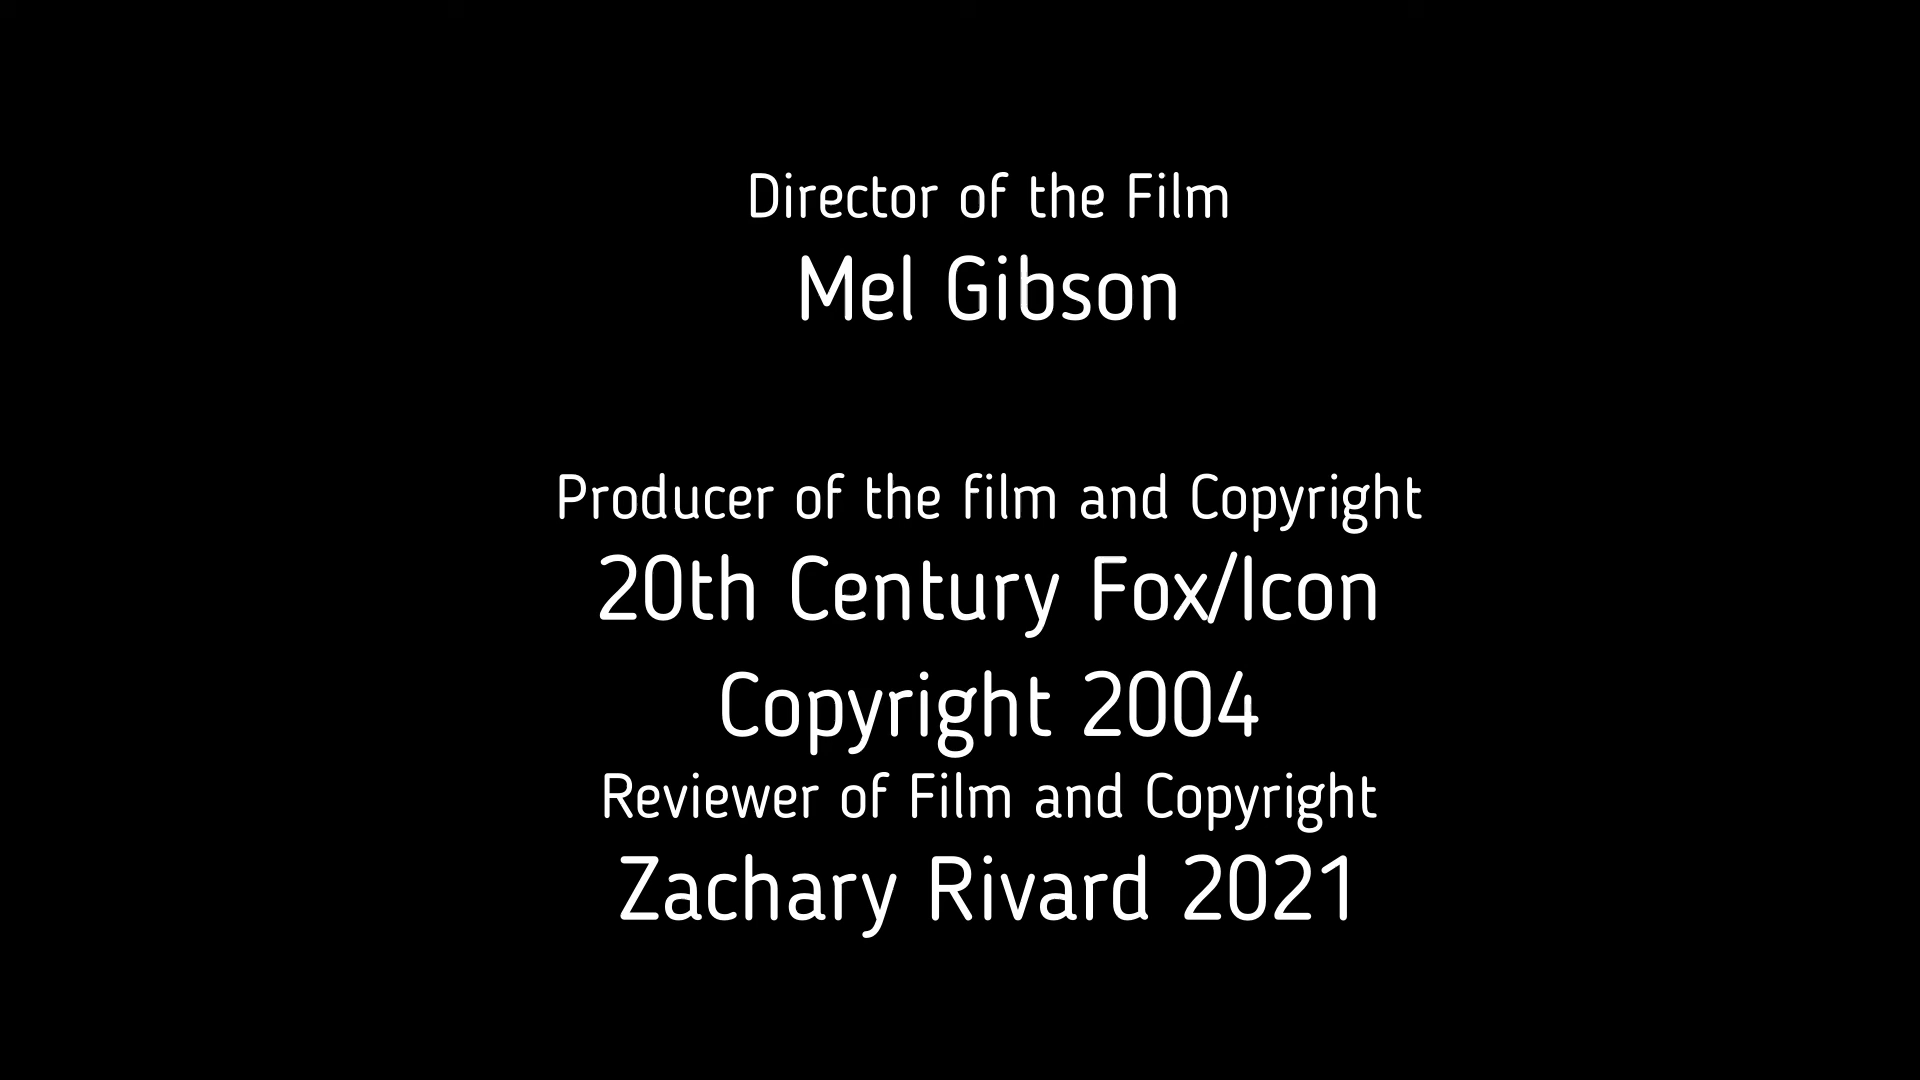 Director of the Film
Mel Gibson
Producer of the film and Copyright
20th Century Fox/Icon
Copyright 2004
Reviewer of Film and Copyright
Zachary Rivard 2021